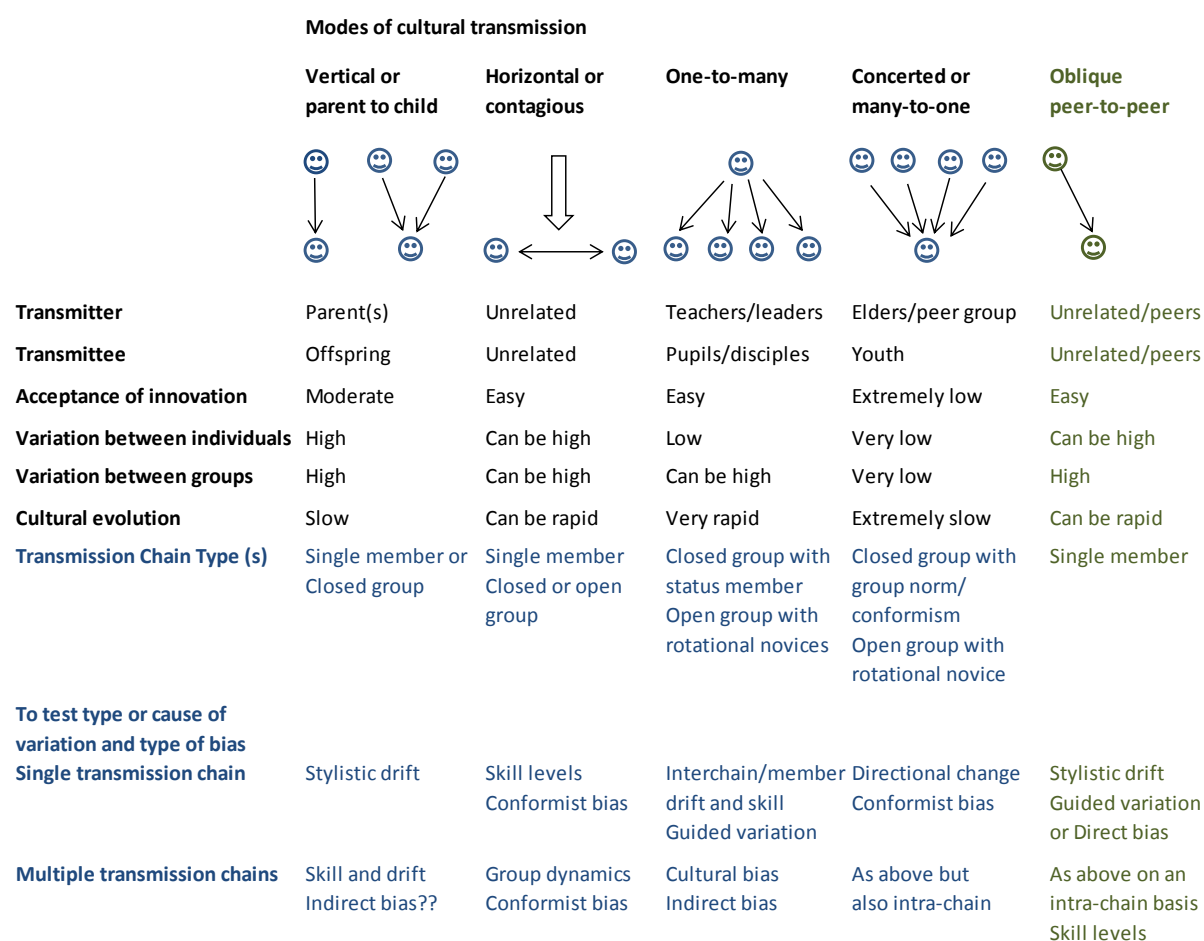 Modes of cultural transmission
Vertical or Horizontal or One-to-many Concerted or Oblique
parent to child contagious many-to-one peer-to-peer
Transmitter Parent(s) Unrelated Teachers/leaders Elders/peer group Unrelated/peers
Transmittee Offspring Unrelated Pupils/disciples Youth Unrelated/peers
Acceptance of innovation Moderate Easy Easy Extremely low Easy
Variation between individuals High Can be high Low Very low Can be high
Variation between groups High Can be high Can be high Very low High
Cultural evolution Slow Can be rapid Very rapid Extremely slow Can be rapid
Transmission Chain Type (s) Single member or Single member Closed group with Closed group with Single member
Closed group Closed or open status member group norm/
group Open group with conformism
rotational novices Open group with
rotational novice
To test type or cause of
variation and type of bias
Single transmission chain Stylistic drift Skill levels Interchain/member Directional change Stylistic drift
Conformist bias drift and skill Conformist bias Guided variation
Guided variation or Direct bias
Multiple transmission chains Skill and drift Group dynamics Cultural bias As above but As above on an
Indirect bias?? Conformist bias Indirect bias also intra-chain intra-chain basis
Skill levels